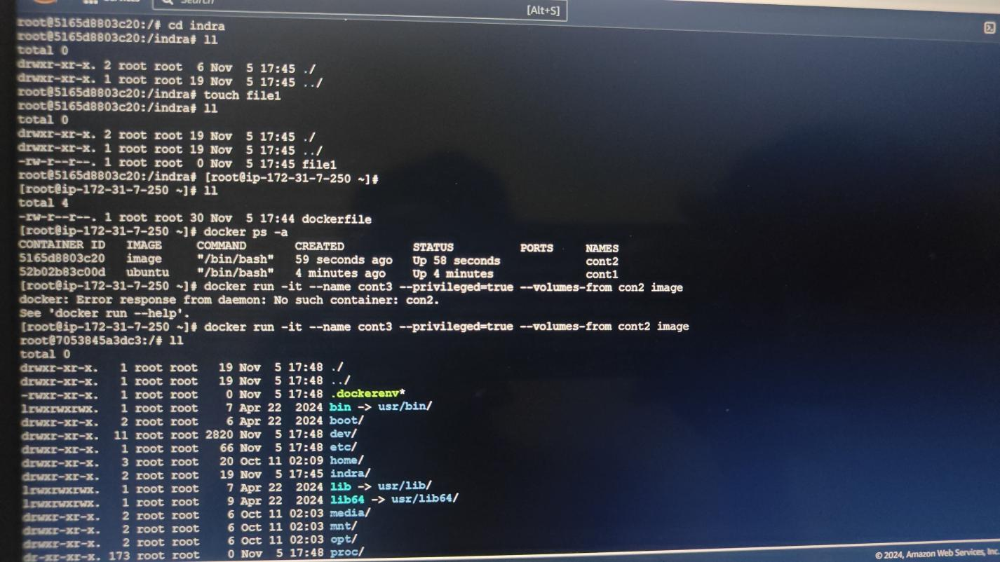 Search
[Alt+S]
root@5165d8803c20:/# cd indra
root@5165d8803c20:/indra# ll
total 0
drwxr-xr-x. 2 root root  6 Nov  5 17:45 ./
drwxr-xr-x. 1 root root 19 Nov  5 17:45 ../
root@5165d8803c20:/indra# touch file1
root@5165d8803c20:/indra# ll
total 0
drwxr-xr-x. 2 root root 19 Nov  5 17:45 ./
drwxr-xr-x. 1 root root 19 Nov  5 17:45 ../
-rw-r--r--. 1 root root  0 Nov  5 17:45 file1
root@5165d8803c20:/indra# [root@ip-172-31-7-250 ~]#
[root@ip-172-31-7-250 ~]# ll
total 4
-rw-r--r--. 1 root root 30 Nov  5 17:44 dockerfile
[root@ip-172-31-7-250 ~]# docker ps -a
CONTAINER ID   IMAGE     COMMAND       CREATED          STATUS          PORTS     NAMES
5165d8803c20   image     "/bin/bash"   59 seconds ago   Up 58 seconds             cont2
52b02b83c00d   ubuntu    "/bin/bash"   4 minutes ago    Up 4 minutes              cont1
[root@ip-172-31-7-250 ~]# docker run -it --name cont3 --privileged=true --volumes-from con2 image
docker: Error response from daemon: No such container: con2.
See 'docker run --help'.
[root@ip-172-31-7-250 ~]# docker run -it --name cont3 --privileged=true --volumes-from cont2 image
root@7053845a3dc3:/# ll
total 0
drwxr-xr-x.   1 root root   19 Nov  5 17:48 ./
drwxr-xr-x.   1 root root   19 Nov  5 17:48 ../
-rwxr-xr-x.   1 root root    0 Nov  5 17:48 .dockerenv*
lrwxrwxrwx.   1 root root    7 Apr 22  2024 bin -> usr/bin/
drwxr-xr-x.   2 root root    6 Apr 22  2024 boot/
drwxr-xr-x.  11 root root 2820 Nov  5 17:48 dev/
drwxr-xr-x.   1 root root   66 Nov  5 17:48 etc/
drwxr-xr-x.   3 root root   20 Oct 11 02:09 home/
drwxr-xr-x.   2 root root   19 Nov  5 17:45 indra/
lrwxrwxrwx.   1 root root    7 Apr 22  2024 lib -> usr/lib/
lrwxrwxrwx.   1 root root    9 Apr 22  2024 lib64 -> usr/lib64/
drwxr-xr-x.   2 root root    6 Oct 11 02:03 media/
drwxr-xr-x.   2 root root    6 Oct 11 02:03 mnt/
drwxr-xr-x.   2 root root    6 Oct 11 02:03 opt/
dr-xr-xr-x. 173 root root    0 Nov  5 17:48 proc/
© 2024, Amazon Web Services, Inc.